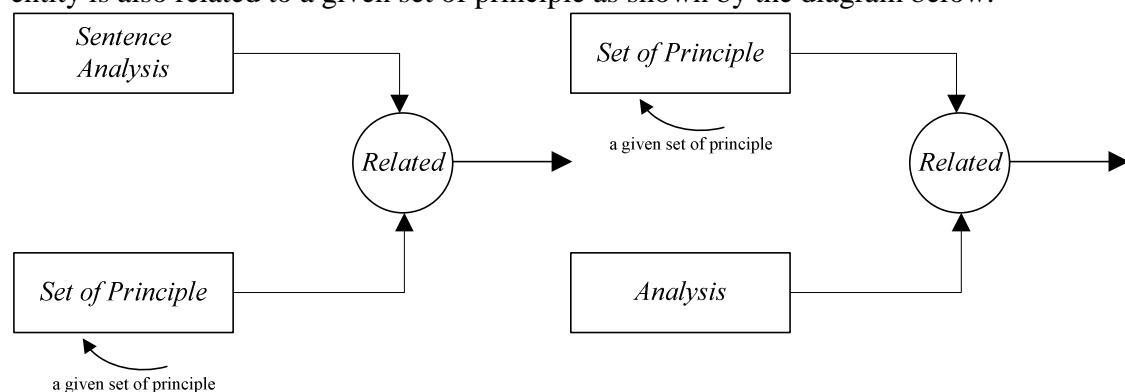 entity is also related to a given set of principle as shown by the diagram below.
Sentence
Analysis
Related
Set of Principle
a given set of principle
Set of Principle
a given set of principle
Related
Analysis